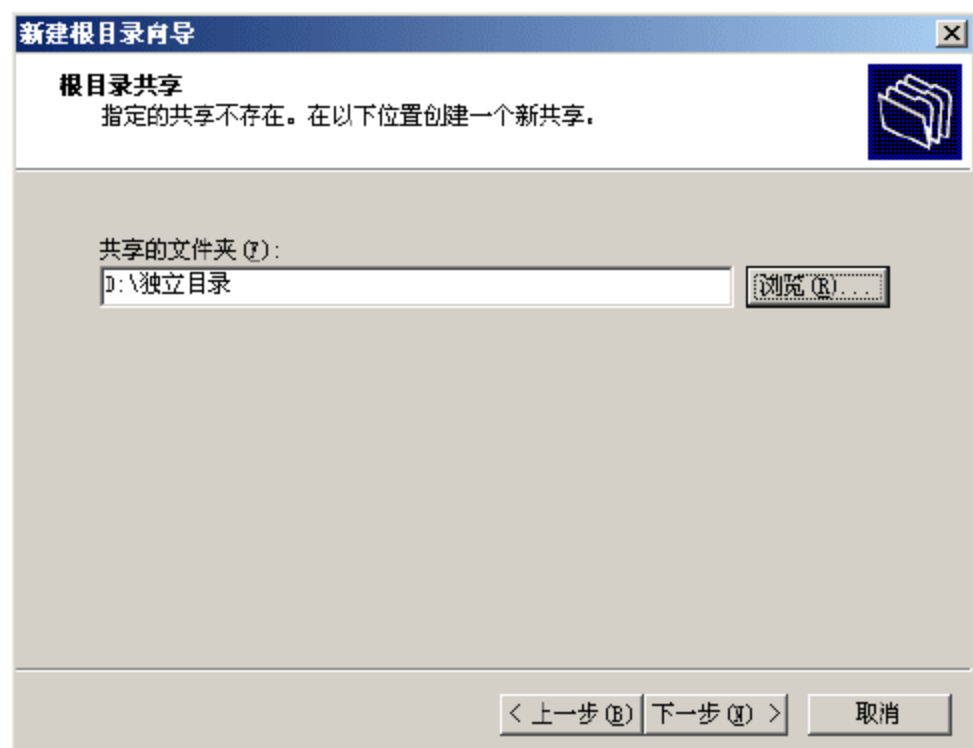 新建根目录向导
根目录共享
指定的共享不存在。在以下位置创建一个新共享。
共享的文件夹(F):
D:\独立目录
浏览(R)...
< 上一步(B) 下一步(N) > 取消